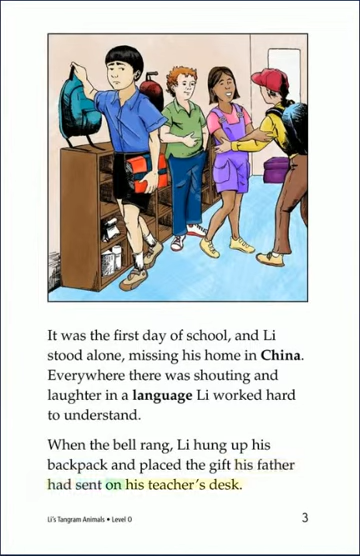 It was the first day of school, and Li
stood alone, missing his home in China.
Everywhere there was shouting and
laughter in a language Li worked hard
to understand.
When the bell rang, Li hung up his
backpack and placed the gift his father
had sent on his teacher's desk.
Li's Tangram Animals • Level O
3